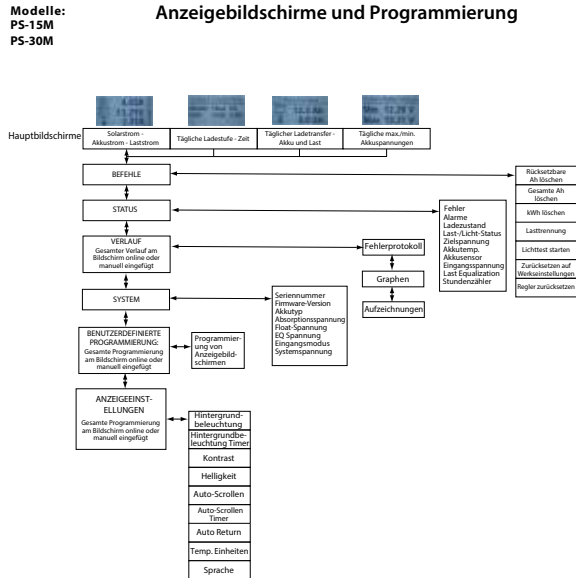 Modelle:
PS-15M
PS-30M
Anzeigebildschirme und Programmierung
Hauptbildschirme
Solarstrom -
Akkustrom - Laststrom
Tägliche Ladestufe - Zeit
Täglicher Ladetransfer -
Akku und Last
Tägliche max./min.
Akkuspannungen
BEFEHLE
Rücksetzbare
Ah löschen
Gesamte Ah
löschen
kWh löschen
Lasttrennung
Lichttest starten
Zurücksetzen auf
Werkseinstellungen
Regler zurücksetzen
STATUS
Fehler
Alarme
Ladezustand
Last-/Licht-Status
Zielspannung
Akkutemp.
Akkusensor
Eingangsspannung
Last Equalization
Stundenzähler
VERLAUF
Gesamter Verlauf am
Bildschirm online oder
manuell eingefügt
Fehlerprotokoll
Graphen
Aufzeichnungen
SYSTEM
Seriennummer
Firmware-Version
Akkutyp
Absorptionsspannung
Float-Spannung
EQ Spannung
Eingangsmodus
Systemspannung
BENUTZERDEFINIERTE
PROGRAMMIERUNG:
Gesamte Programmierung
am Bildschirm online oder
manuell eingefügt
Programmier-
ung von
Anzeigebild-
schirmen
ANZEIGEEINST-
ELLUNGEN
Gesamte Programmierung
am Bildschirm online oder
manuell eingefügt
Hintergrund-
beleuchtung
Hintergrundbe-
leuchtung Timer
Kontrast
Helligkeit
Auto-Scrollen
Auto-Scrollen
Timer
Auto Return
Temp. Einheiten
Sprache